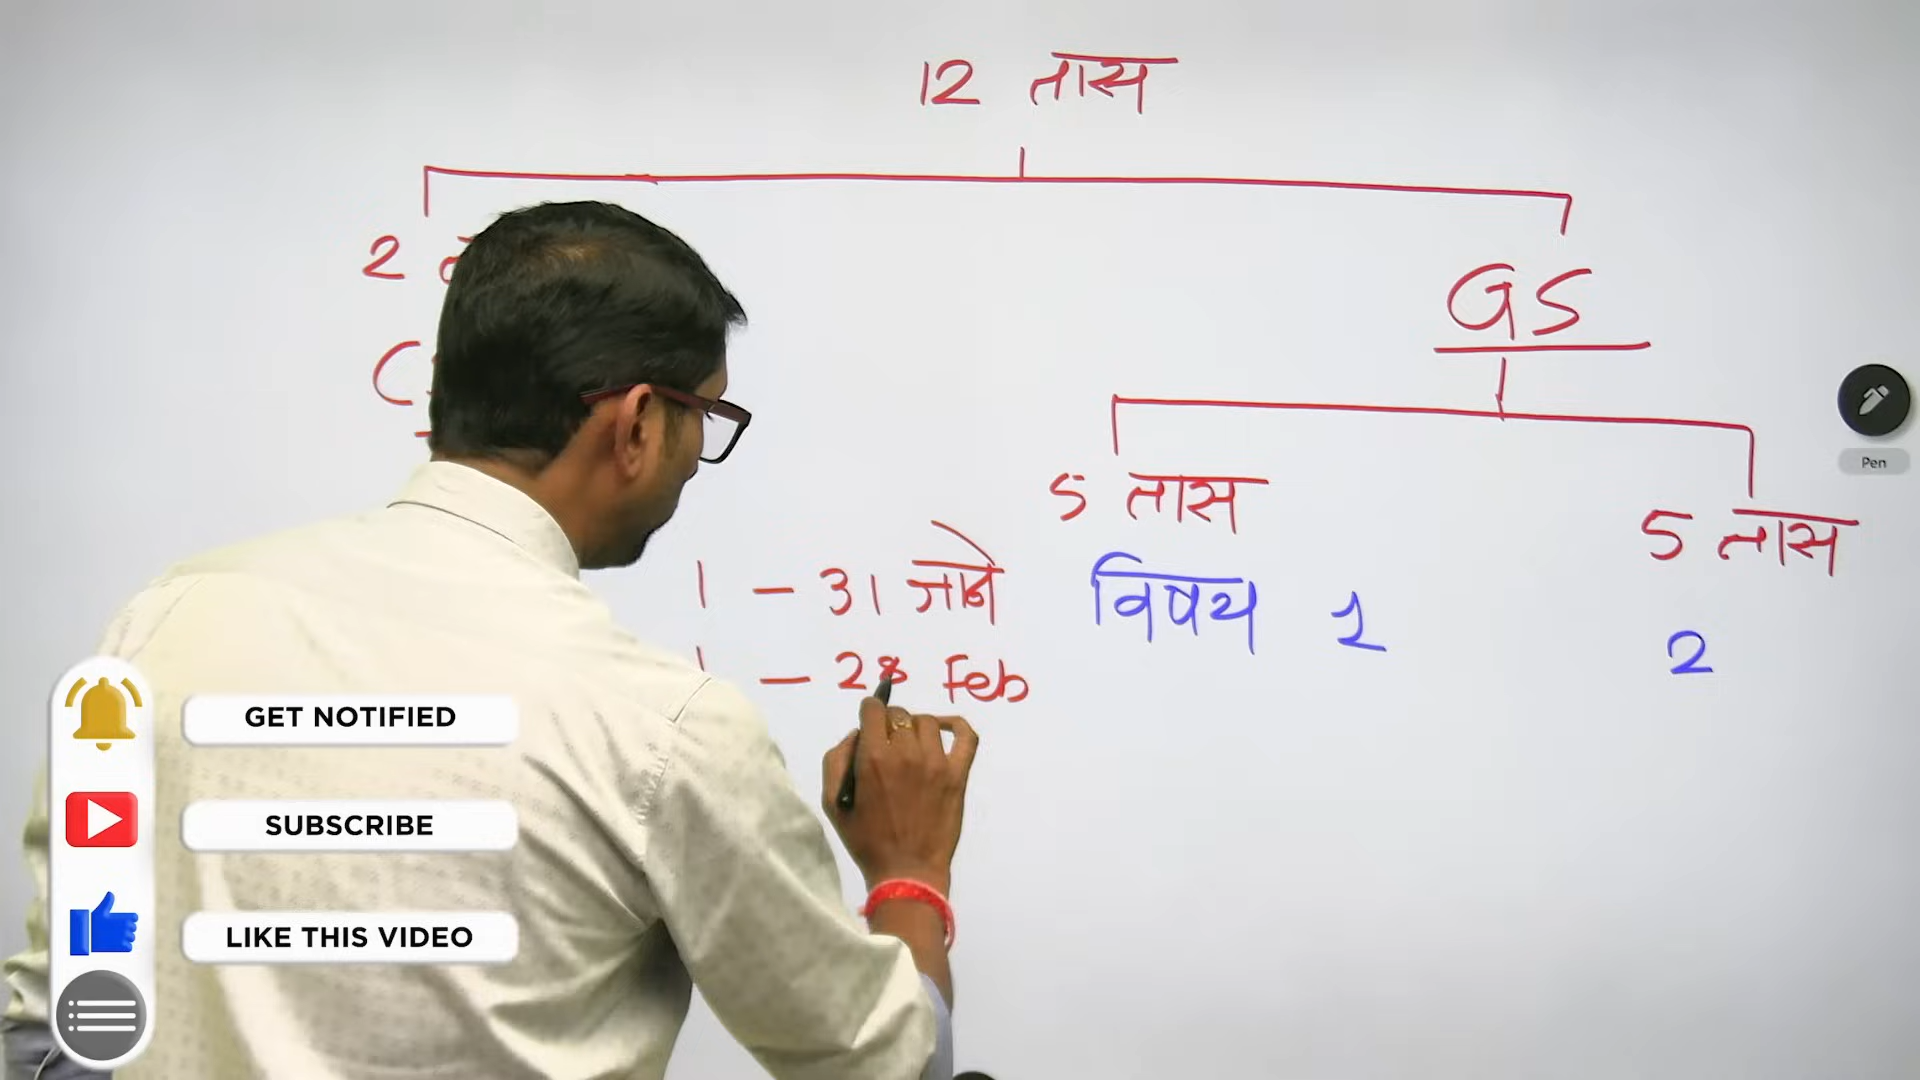 12 तास
2
GS
5 तास
5 तास
1 - 31 जाने
विषय 1
2
1 - 28 Feb
Pen
GET NOTIFIED
SUBSCRIBE
LIKE THIS VIDEO